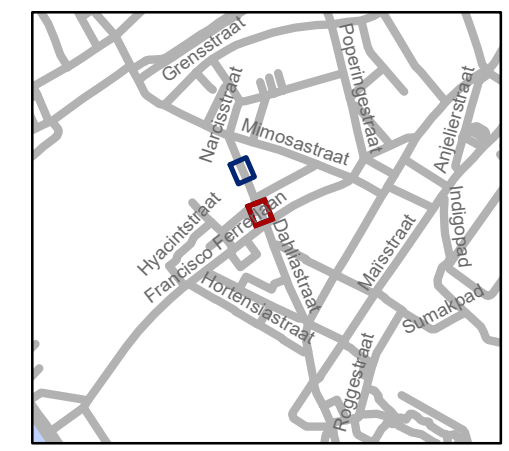 Grensstraat
Poperingestraat
Narcisstraat
Mimosastraat
Anjelierstraat
Hyacintstraat
Francisco Ferrerlaan
Dahliastraat
Indigopad
Maïsstraat
Hortensiastraat
Sumakpad
Roggestraat